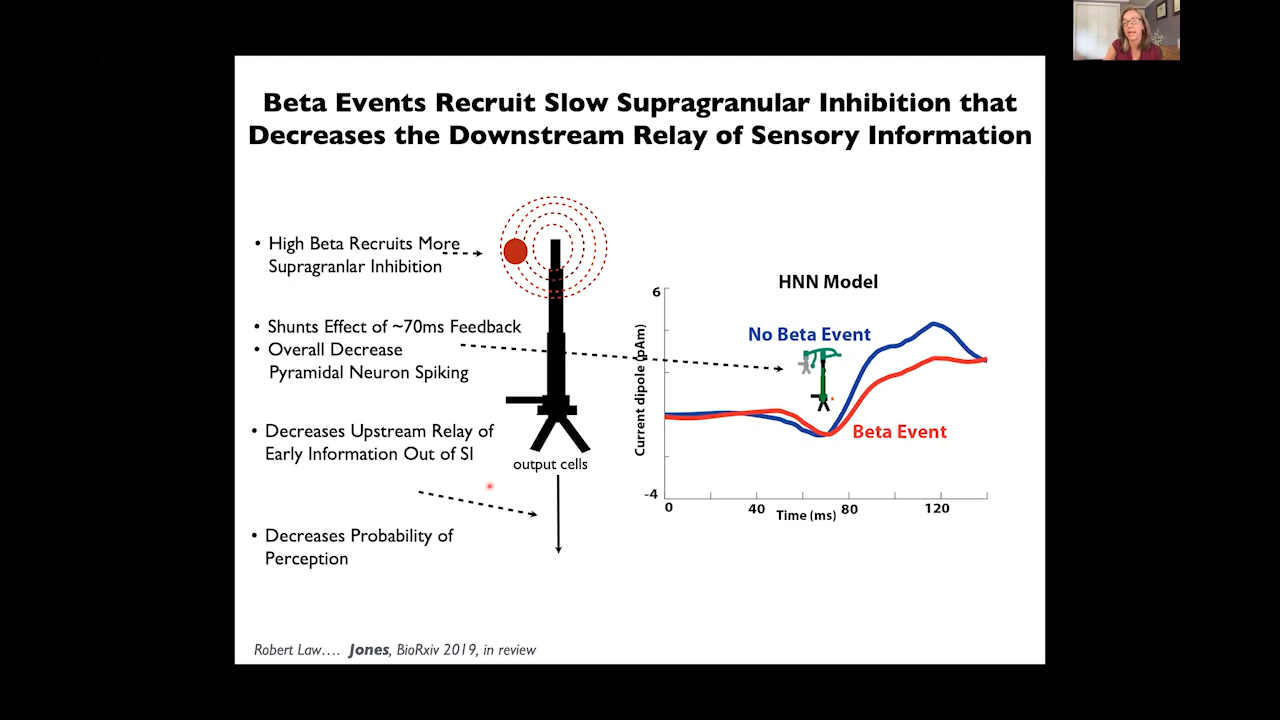 Beta Events Recruit Slow Supragranular Inhibition that
Decreases the Downstream Relay of Sensory Information
• High Beta Recruits More
Supragranlar Inhibition
• Shunts Effect of ~70ms Feedback
• Overall Decrease
Pyramidal Neuron Spiking
• Decreases Upstream Relay of
Early Information Out of SI
• Decreases Probability of
Perception
output cells
HNN Model
6
No Beta Event
Current dipole (pAm)
Beta Event
-4
0 40 80 120
Time (ms)
Robert Law…. Jones, BioRxiv 2019, in review